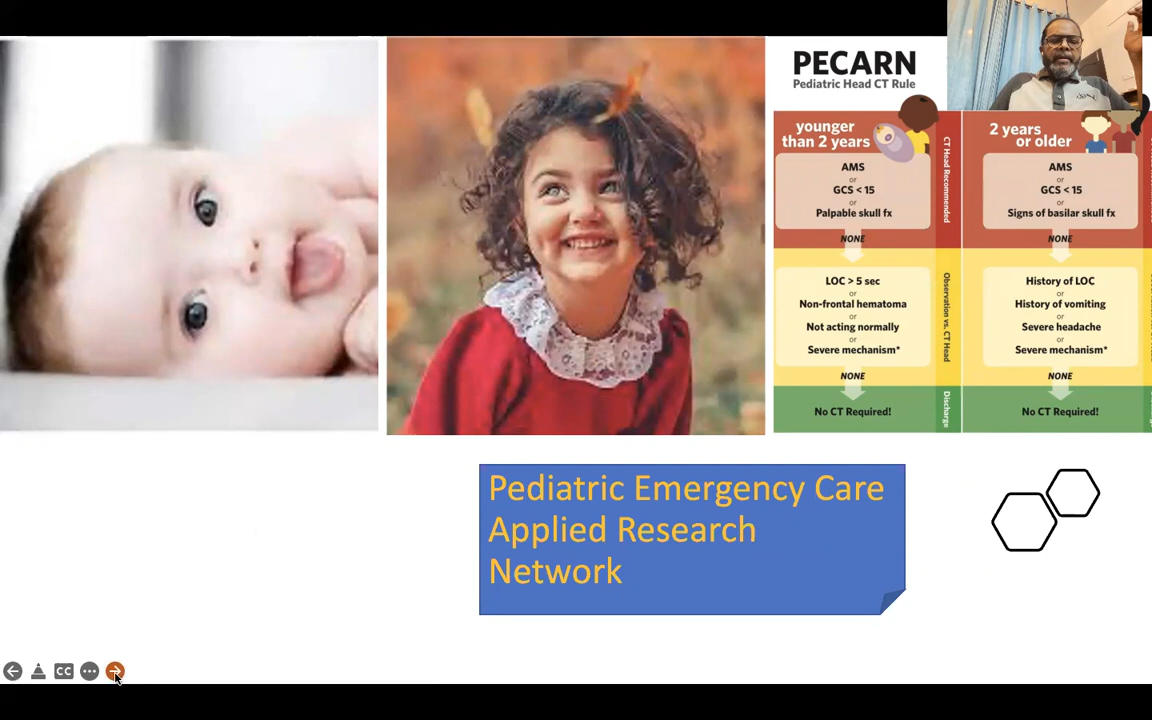 PECARN
Pediatric Head CT Rule
younger
than 2 years
AMS
or
GCS < 15
or
Palpable skull fx
NONE
CT Head Recommended
LOC > 5 sec
or
Non-frontal hematoma
or
Not acting normally
or
Severe mechanism*
NONE
Observation vs. CT Head
No CT Required!
Discharge
2 years
or older
AMS
or
GCS < 15
or
Signs of basilar skull fx
NONE
History of LOC
or
History of vomiting
or
Severe headache
or
Severe mechanism*
NONE
No CT Required!
Pediatric Emergency Care
Applied Research
Network
CC